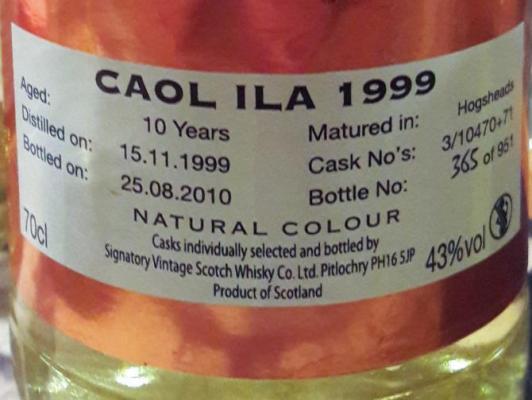 CAOL ILA 1999
Aged: 10 Years
Distilled on: 15.11.1999
Bottled on: 25.08.2010
Matured in: Hogsheads
Cask No's: 3/10470+71
Bottle No: 365 of 951
NATURAL COLOUR
70cl
Casks individually selected and bottled by
Signatory Vintage Scotch Whisky Co. Ltd. Pitlochry PH16 5JP
43%vol
Product of Scotland